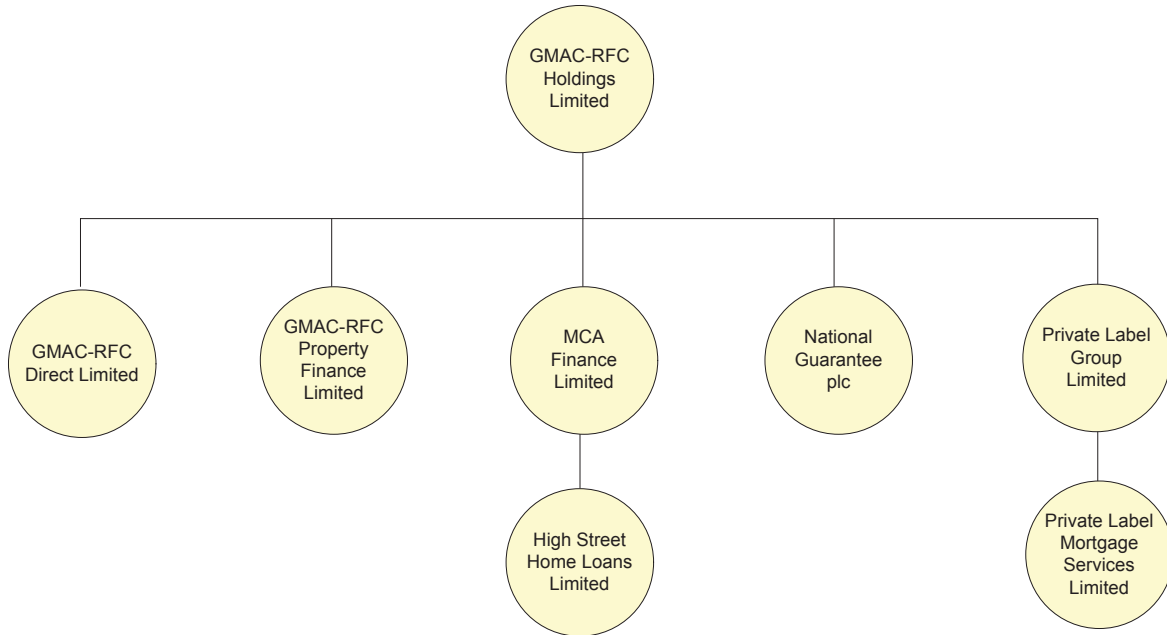 GMAC-RFC
Holdings
Limited
GMAC-RFC
Direct Limited
GMAC-RFC
Property
Finance
Limited
MCA
Finance
Limited
National
Guarantee
plc
Private Label
Group
Limited
High Street
Home Loans
Limited
Private Label
Mortgage
Services
Limited